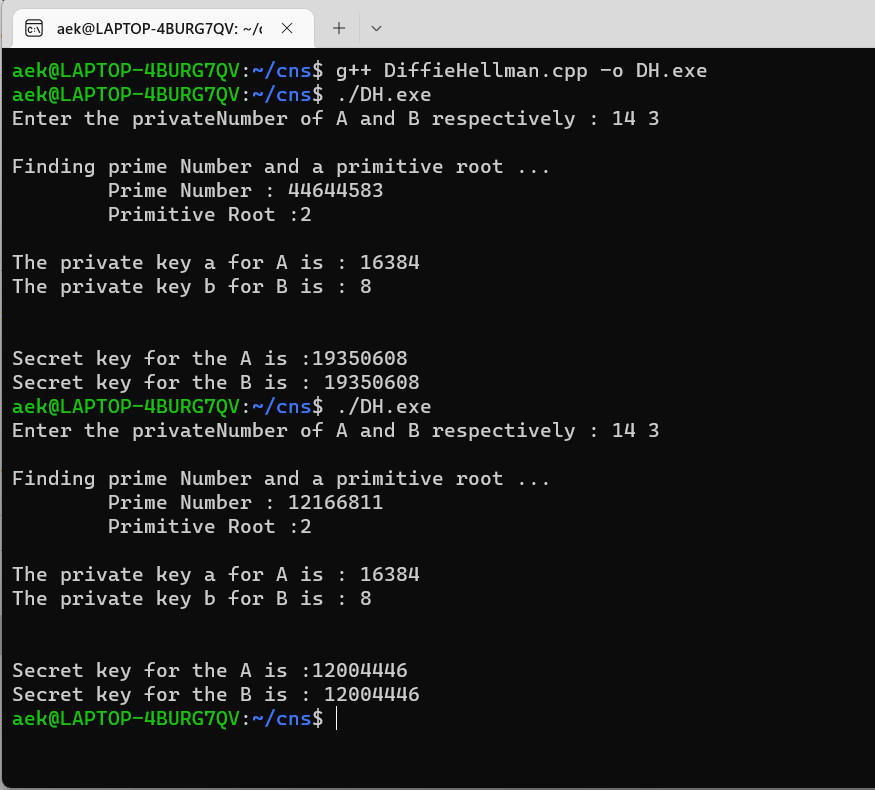 aek@LAPTOP-4BURG7QV: ~/c
aek@LAPTOP-4BURG7QV:~/cns$ g++ DiffieHellman.cpp -o DH.exe
aek@LAPTOP-4BURG7QV:~/cns$ ./DH.exe
Enter the privateNumber of A and B respectively : 14 3
Finding prime Number and a primitive root ...
Prime Number : 44644583
Primitive Root :2
The private key a for A is : 16384
The private key b for B is : 8
Secret key for the A is :19350608
Secret key for the B is : 19350608
aek@LAPTOP-4BURG7QV:~/cns$ ./DH.exe
Enter the privateNumber of A and B respectively : 14 3
Finding prime Number and a primitive root ...
Prime Number : 12166811
Primitive Root :2
The private key a for A is : 16384
The private key b for B is : 8
Secret key for the A is :12004446
Secret key for the B is : 12004446
aek@LAPTOP-4BURG7QV:~/cns$